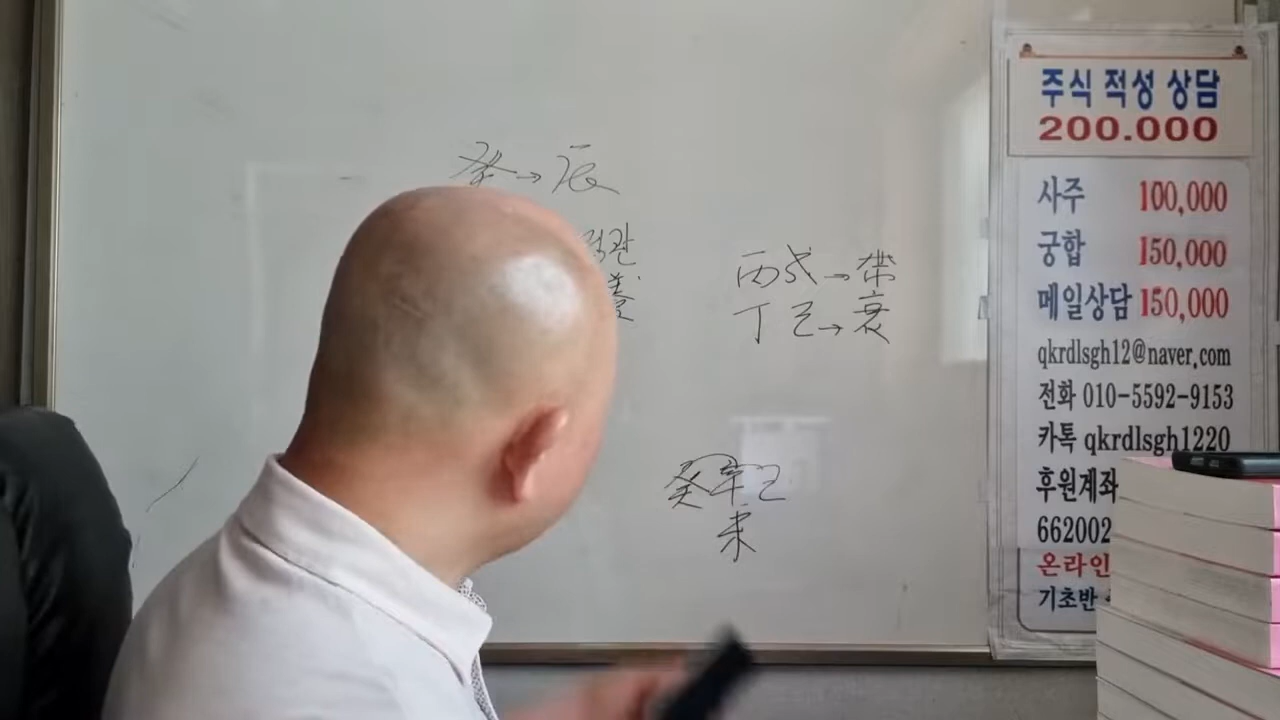 癸→辰
관
養
丙戌→帶
丁己→衰
癸辛己
未
주식 적성 상담
200.000
사주 100,000
궁합 150,000
메일상담 150,000
qkrdlsgh12@naver,com
전화 010-5592-9153
카톡 qkrdlsgh1220
후원계좌
662002
온라인
기초반